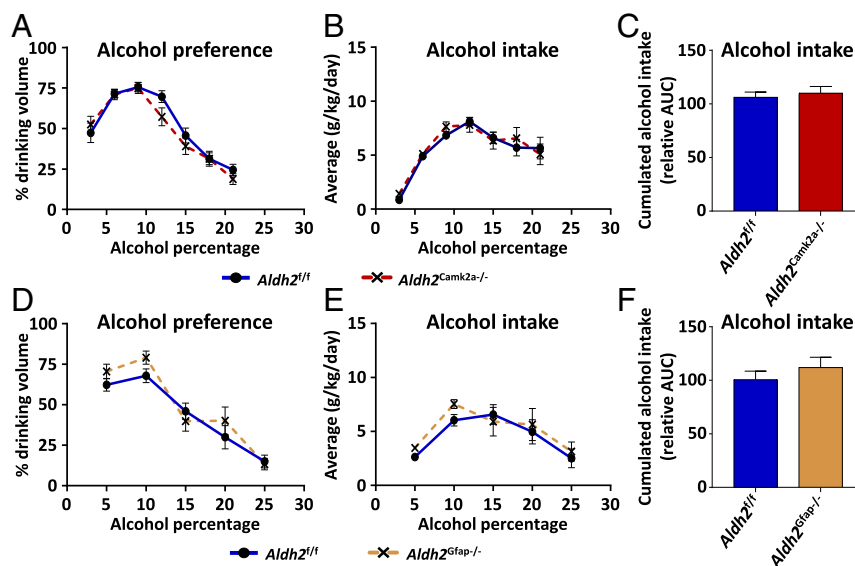 A
Alcohol preference
% drinking volume
100
75
50
25
0
0 5 10 15 20 25 30
Alcohol percentage
B
Alcohol intake
Average (g/kg/day)
15
10
5
0
0 5 10 15 20 25 30
Alcohol percentage
C
Alcohol intake
Cumulated alcohol intake
(relative AUC)
150
100
50
0
Aldh2f/f
Aldh2Camk2a-/-
Aldh2f/f
Aldh2Camk2a-/-
D
Alcohol preference
% drinking volume
100
75
50
25
0
0 5 10 15 20 25 30
Alcohol percentage
E
Alcohol intake
Average (g/kg/day)
15
10
5
0
0 5 10 15 20 25 30
Alcohol percentage
F
Alcohol intake
Cumulated alcohol intake
(relative AUC)
150
100
50
0
Aldh2f/f
Aldh2Gfap-/-
Aldh2f/f
Aldh2Gfap-/-